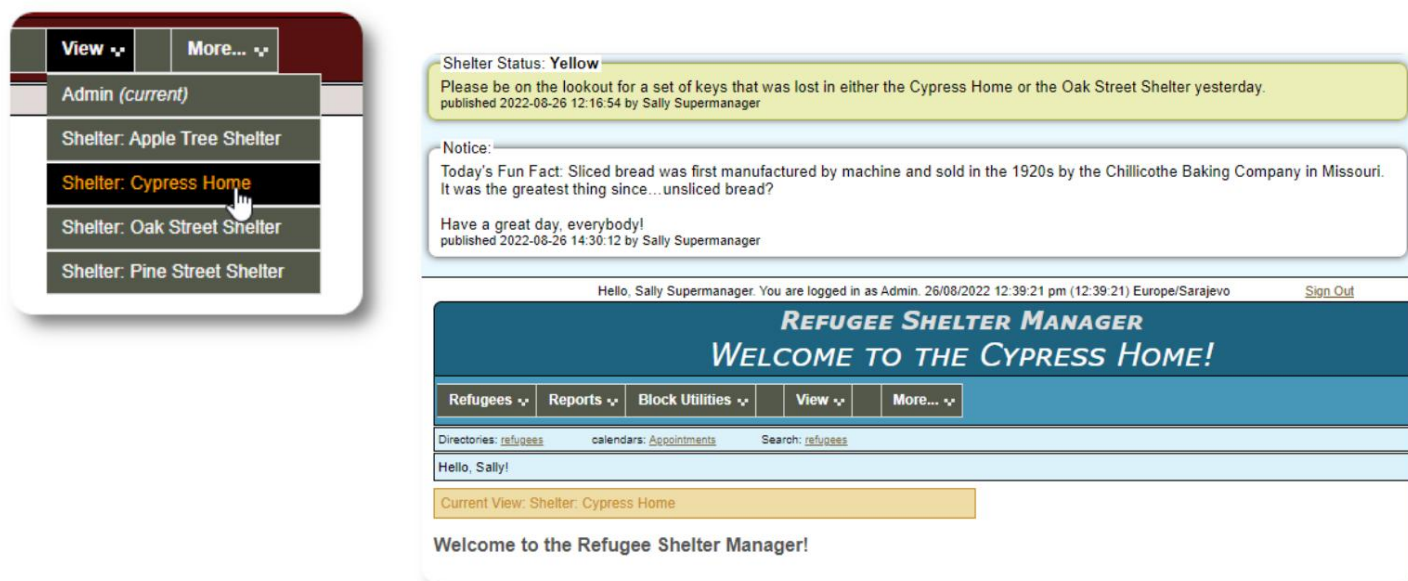 View More...
Admin (current)
Shelter: Apple Tree Shelter
Shelter: Cypress Home
Shelter: Oak Street Shelter
Shelter: Pine Street Shelter
Shelter Status: Yellow
Please be on the lookout for a set of keys that was lost in either the Cypress Home or the Oak Street Shelter yesterday.
published 2022-08-26 12:16:54 by Sally Supermanager
Notice:
Today's Fun Fact: Sliced bread was first manufactured by machine and sold in the 1920s by the Chillicothe Baking Company in Missouri.
It was the greatest thing since…unsliced bread?
Have a great day, everybody!
published 2022-08-26 14:30:12 by Sally Supermanager
Hello, Sally Supermanager. You are logged in as Admin. 26/08/2022 12:39:21 pm (12:39:21) Europe/Sarajevo Sign Out
REFUGEE SHELTER MANAGER
WELCOME TO THE CYPRESS HOME!
Refugees Reports Block Utilities View More...
Directories: refugees calendars: Appointments Search: refugees
Hello, Sally!
Current View: Shelter: Cypress Home
Welcome to the Refugee Shelter Manager!